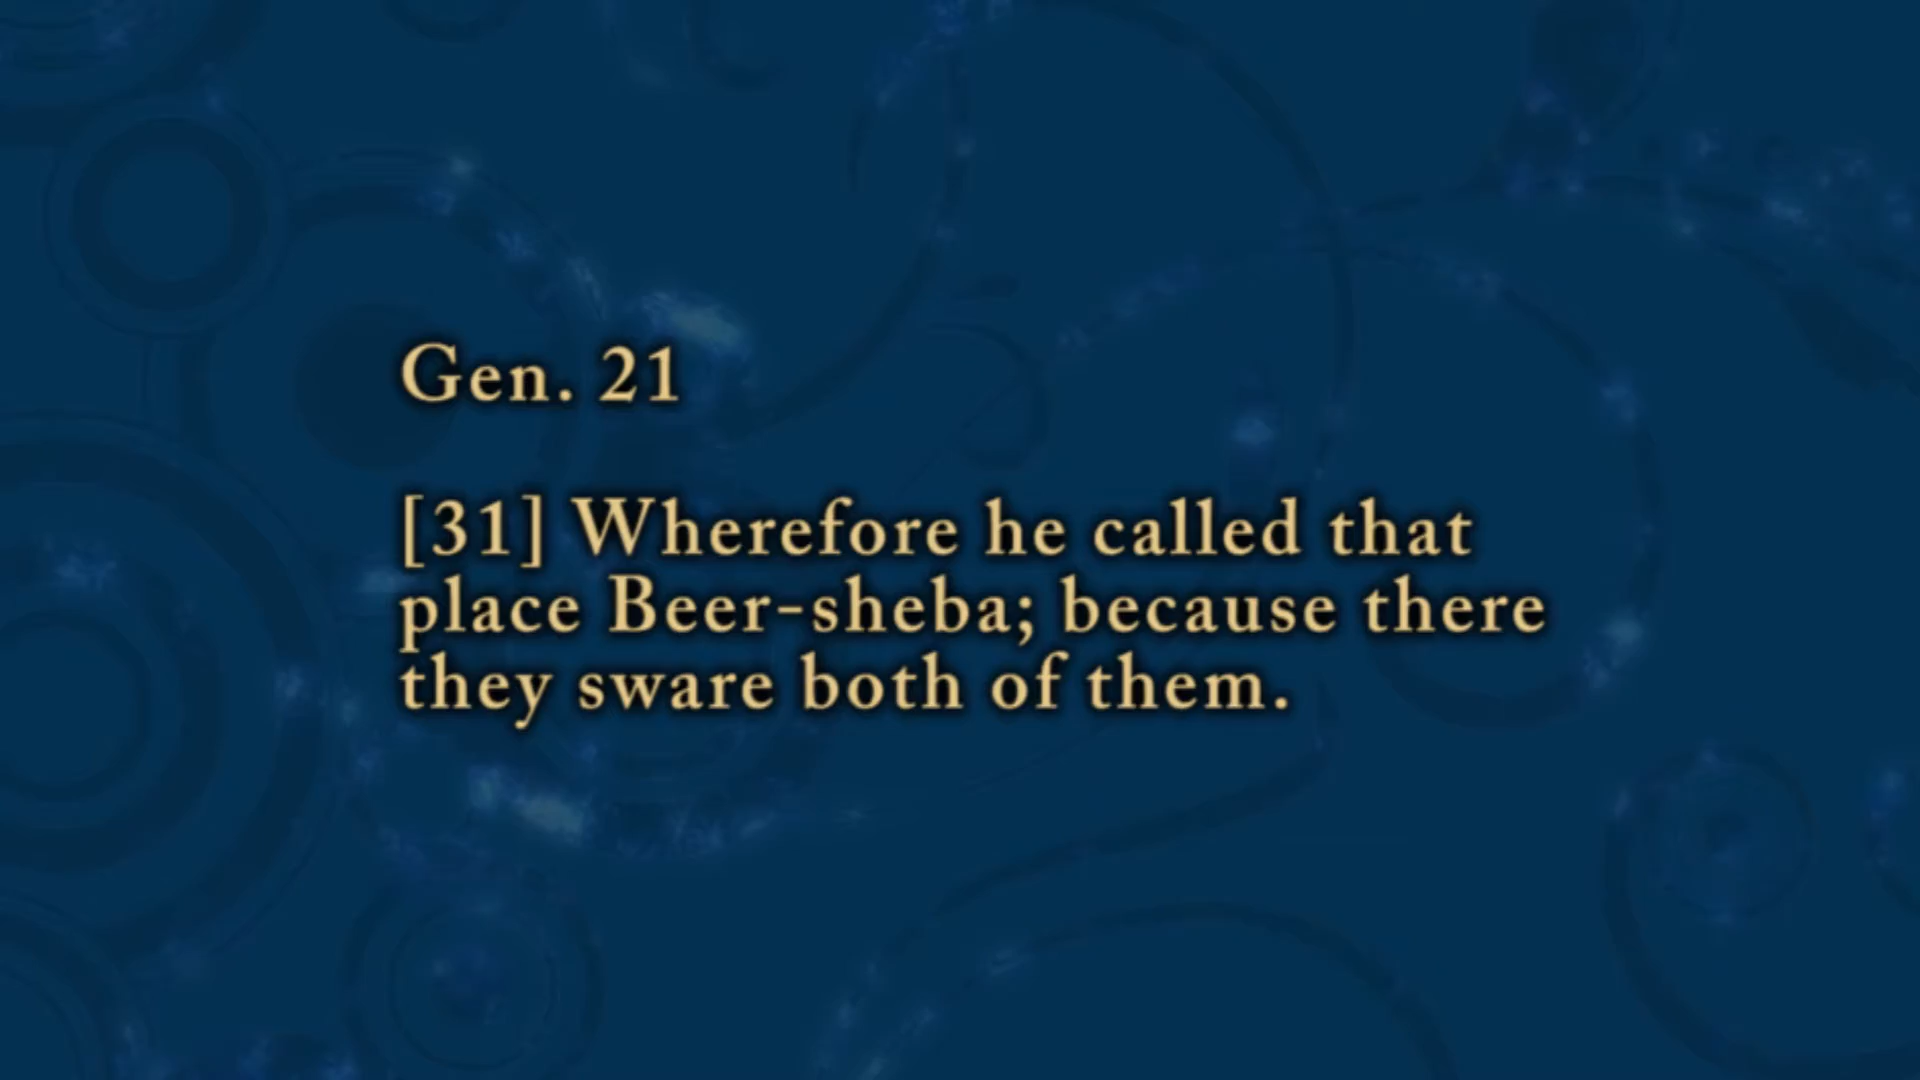 Gen. 21
[31] Wherefore he called that
place Beer-sheba; because there
they sware both of them.